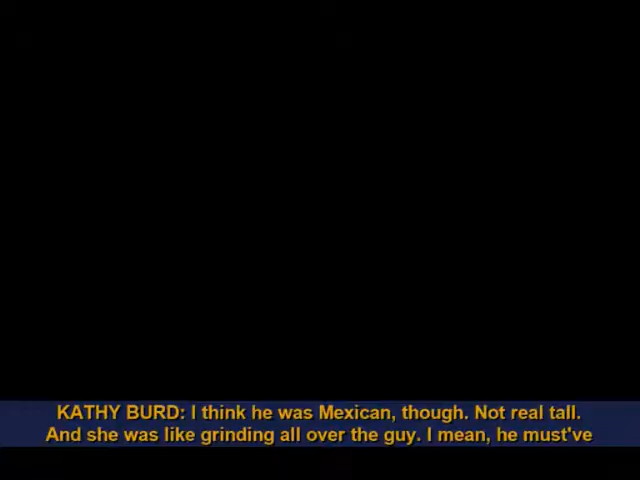 KATHY BURD: I think he was Mexican, though. Not real tall.
And she was like grinding all over the guy. I mean, he must've